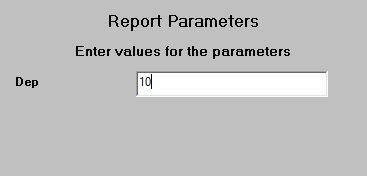 Report Parameters
Enter values for the parameters
Dep 10